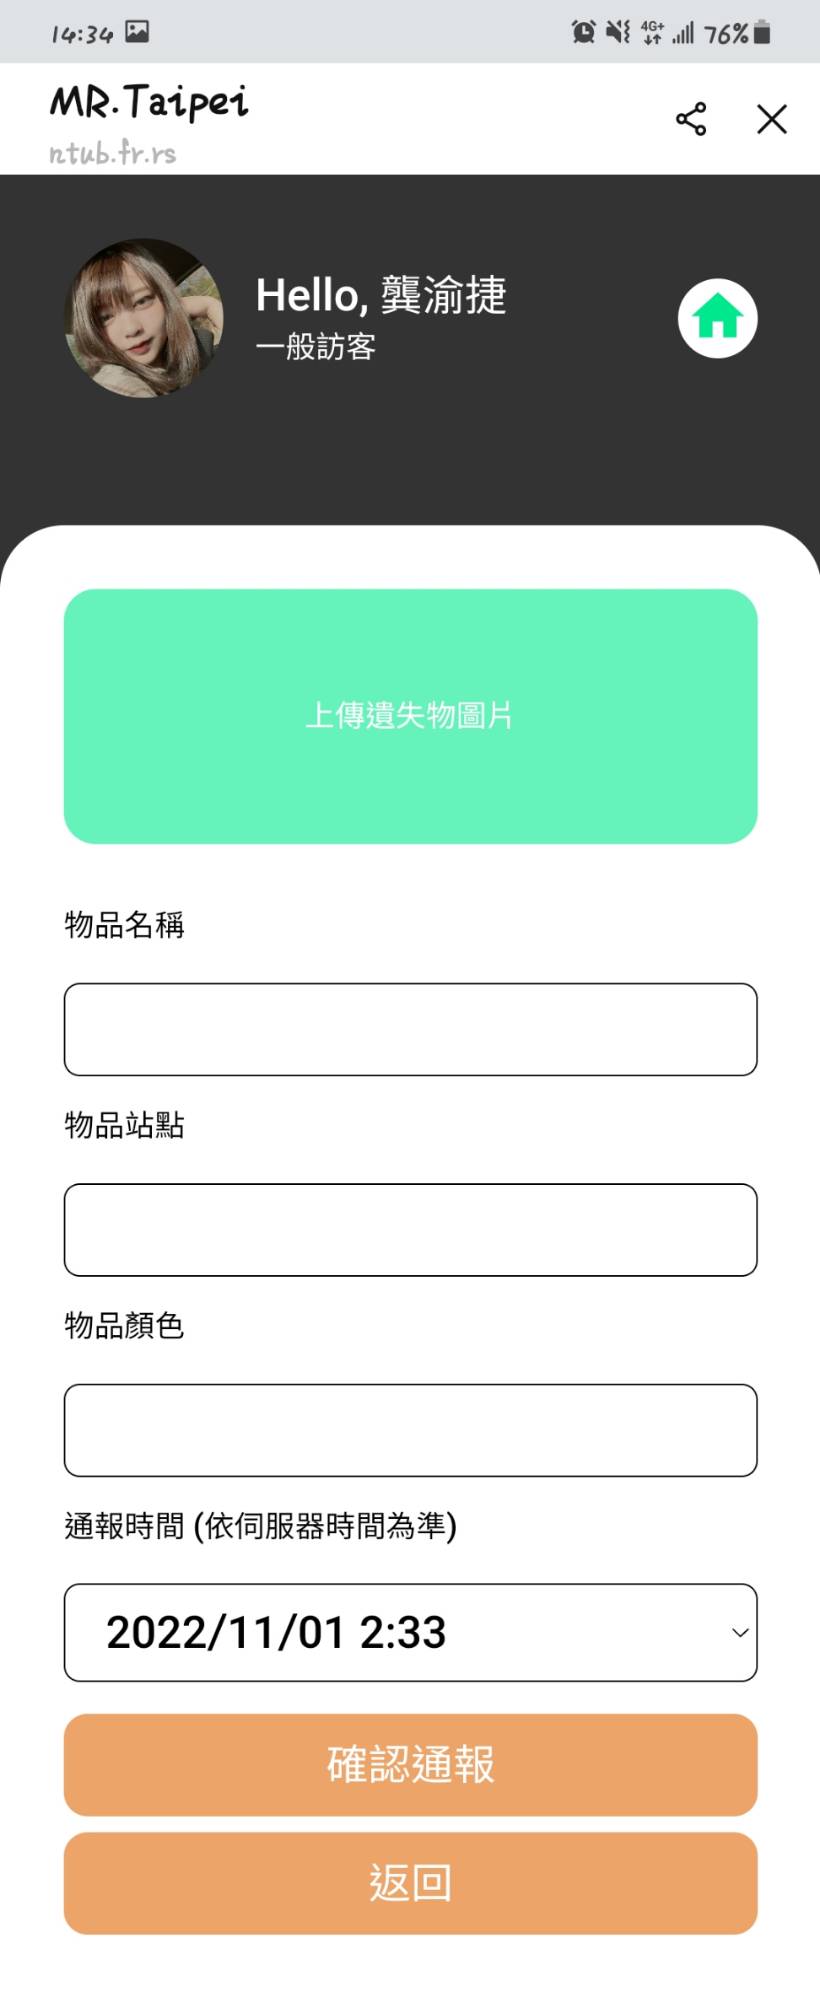 14:34
4G+ 76%
MR.Taipei
ntub.fr.rs
Hello, 龔渝捷
一般訪客
上傳遺失物圖片
物品名稱
物品站點
物品顏色
通報時間 (依伺服器時間為準)
2022/11/01 2:33
確認通報
返回